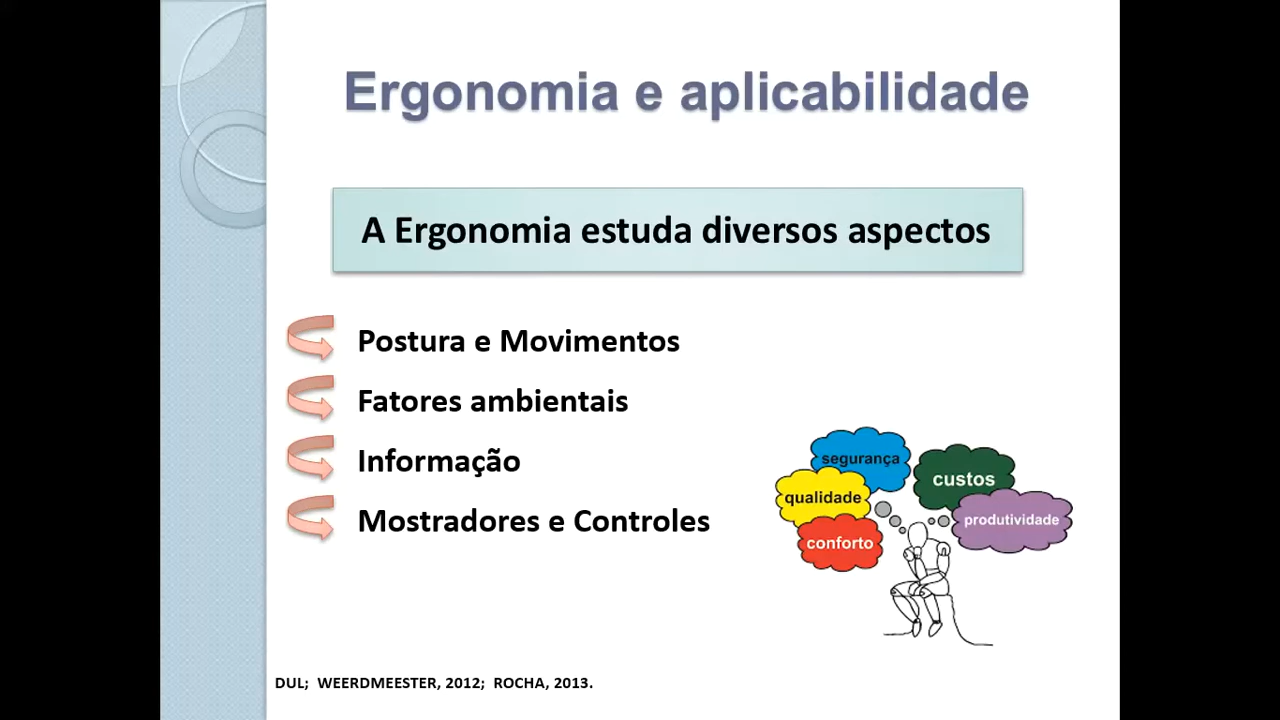 Ergonomia e aplicabilidade
A Ergonomia estuda diversos aspectos
Postura e Movimentos
Fatores ambientais
Informação
Mostradores e Controles
segurança
custos
qualidade
produtividade
conforto
DUL; WEERDMEESTER, 2012; ROCHA, 2013.